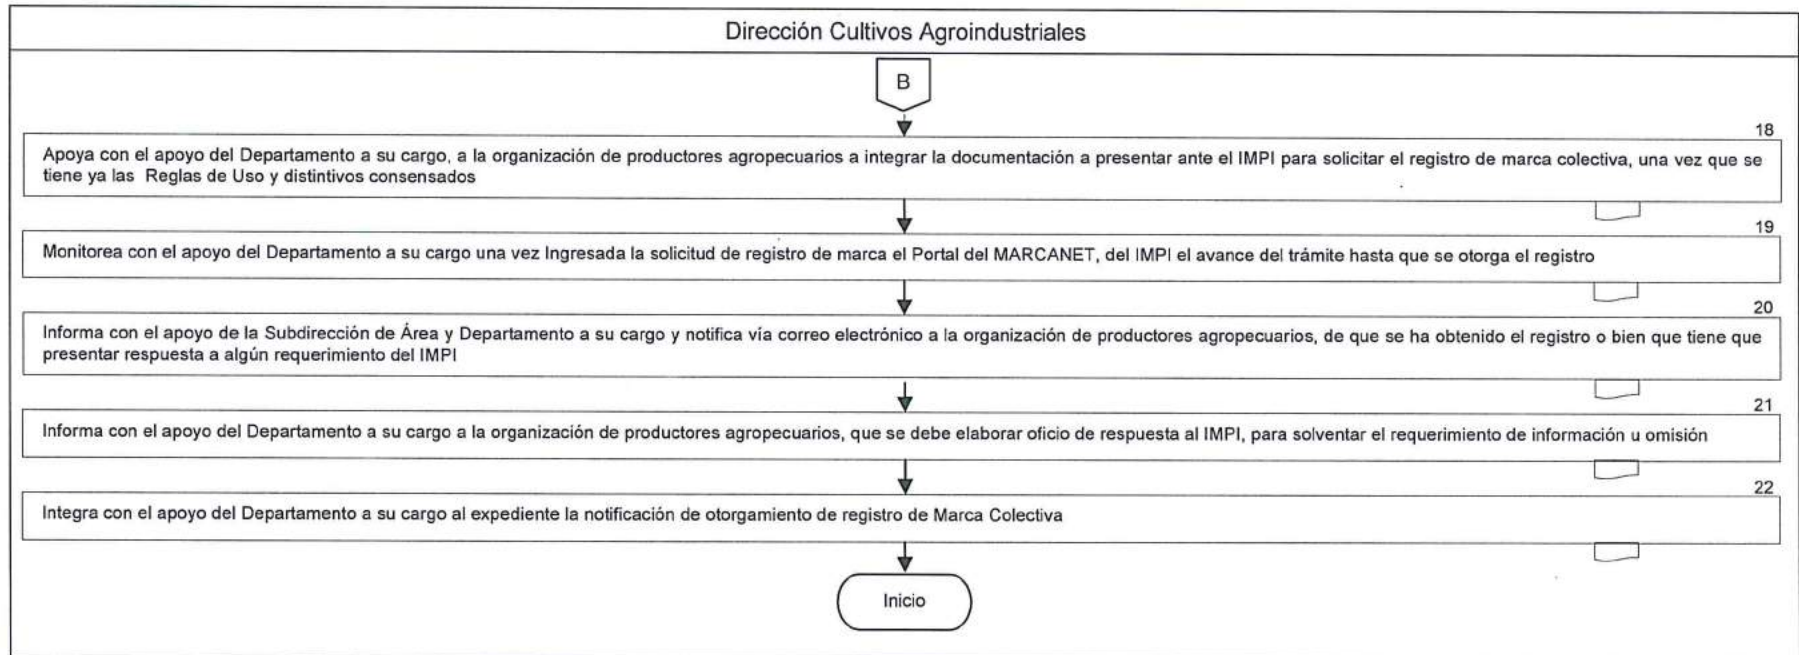 Dirección Cultivos Agroindustriales
B
18
Apoya con el apoyo del Departamento a su cargo, a la organización de productores agropecuarios a integrar la documentación a presentar ante el IMPI para solicitar el registro de marca colectiva, una vez que se
tiene ya las Reglas de Uso y distintivos consensados
19
Monitorea con el apoyo del Departamento a su cargo una vez Ingresada la solicitud de registro de marca el Portal del MARCANET, del IMPI el avance del trámite hasta que se otorga el registro
20
Informa con el apoyo de la Subdirección de Área y Departamento a su cargo y notifica vía correo electrónico a la organización de productores agropecuarios, de que se ha obtenido el registro o bien que tiene que
presentar respuesta a algún requerimiento del IMPI
21
Informa con el apoyo del Departamento a su cargo a la organización de productores agropecuarios, que se debe elaborar oficio de respuesta al IMPI, para solventar el requerimiento de información u omisión
22
Integra con el apoyo del Departamento a su cargo al expediente la notificación de otorgamiento de registro de Marca Colectiva
Inicio